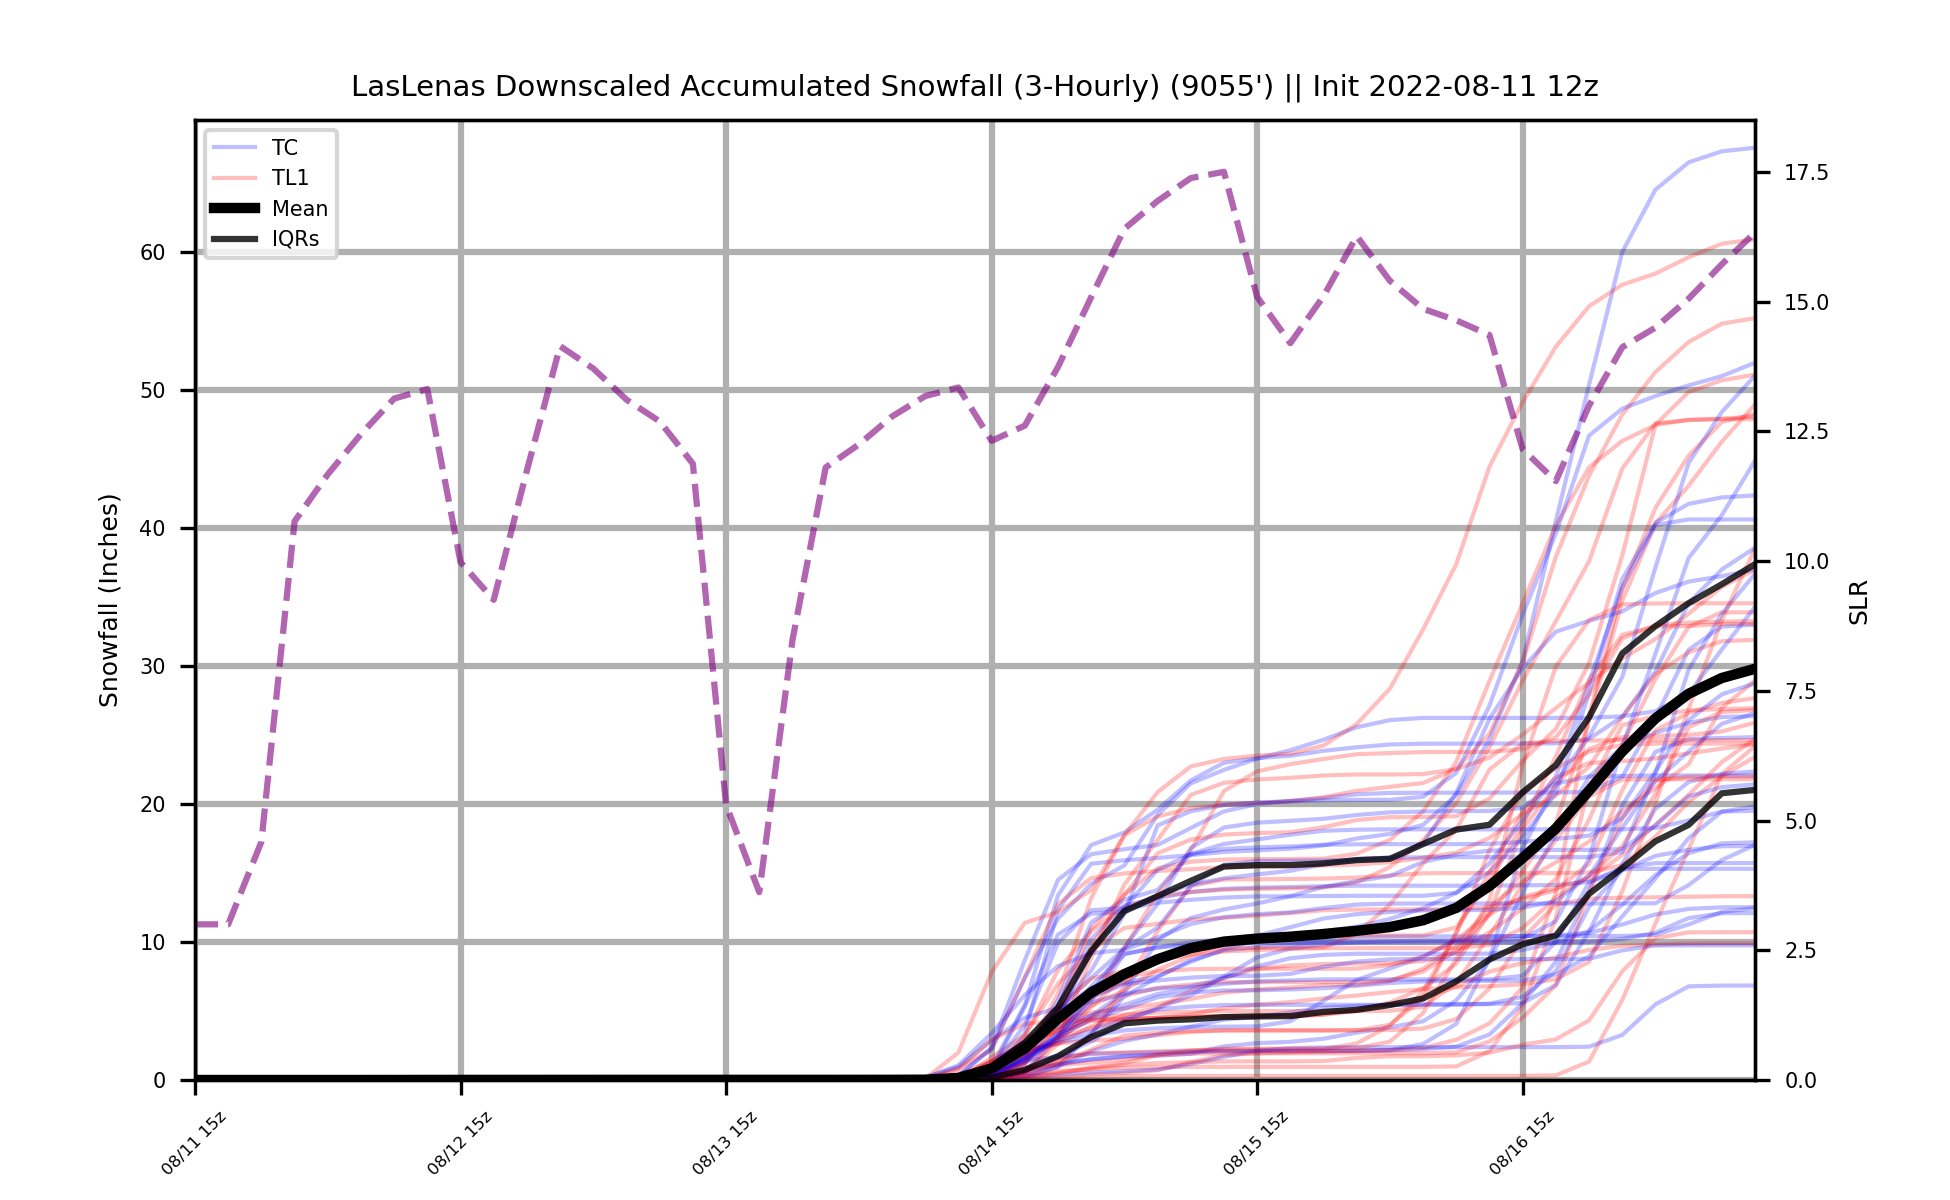 LasLenas Downscaled Accumulated Snowfall (3-Hourly) (9055') || Init 2022-08-11 12z
TC
TL1
Mean
IQRs
60
50
40
30
20
10
0
Snowfall (Inches)
17.5
15.0
12.5
10.0
7.5
5.0
2.5
0.0
SLR
08/11 15z
08/12 15z
08/13 15z
08/14 15z
08/15 15z
08/16 15z